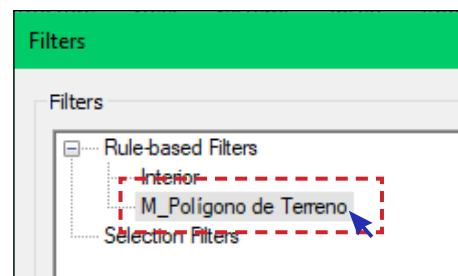 Filters
Filters
Rule-based Filters
Interior
M_Polígono de Terreno
Selection Filters